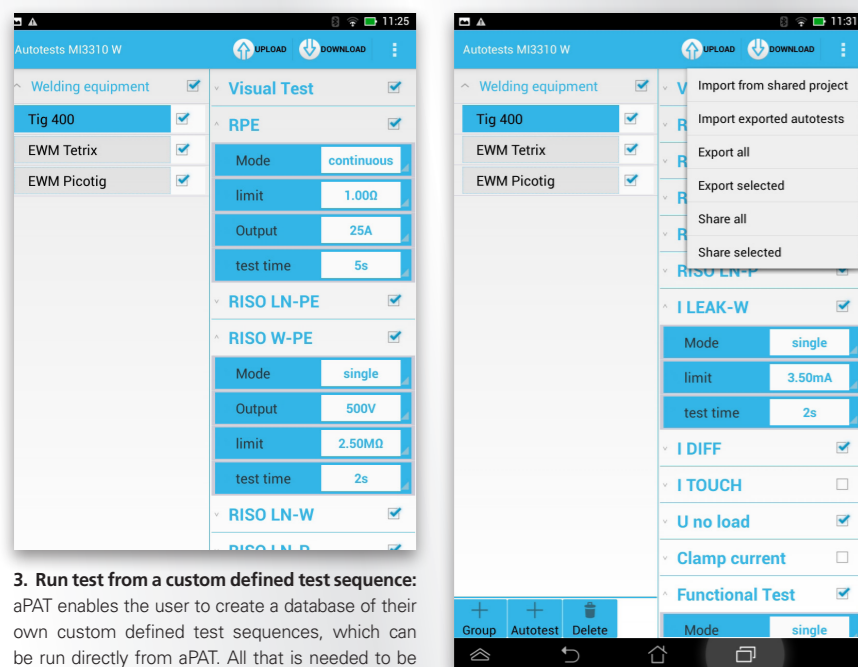 11:25
Autotests MI3310 W
UPLOAD
DOWNLOAD
Welding equipment
Tig 400
EWM Tetrix
EWM Picotig
Visual Test
RPE
Mode continuous
limit 1.00Ω
Output 25A
test time 5s
RISO LN-PE
RISO W-PE
Mode single
Output 500V
limit 2.50MΩ
test time 2s
RISO LN-W
RISO LN-P
3. Run test from a custom defined test sequence:
aPAT enables the user to create a database of their
own custom defined test sequences, which can
be run directly from aPAT. All that is needed to be
11:31
Autotests MI3310 W
UPLOAD
DOWNLOAD
Welding equipment
Tig 400
EWM Tetrix
EWM Picotig
Import from shared project
Import exported autotests
Export all
Export selected
Share all
Share selected
V
R
R
R
R
RISO LN-P
I LEAK-W
Mode single
limit 3.50mA
test time 2s
I DIFF
I TOUCH
U no load
Clamp current
Functional Test
Mode single
Group Autotest Delete